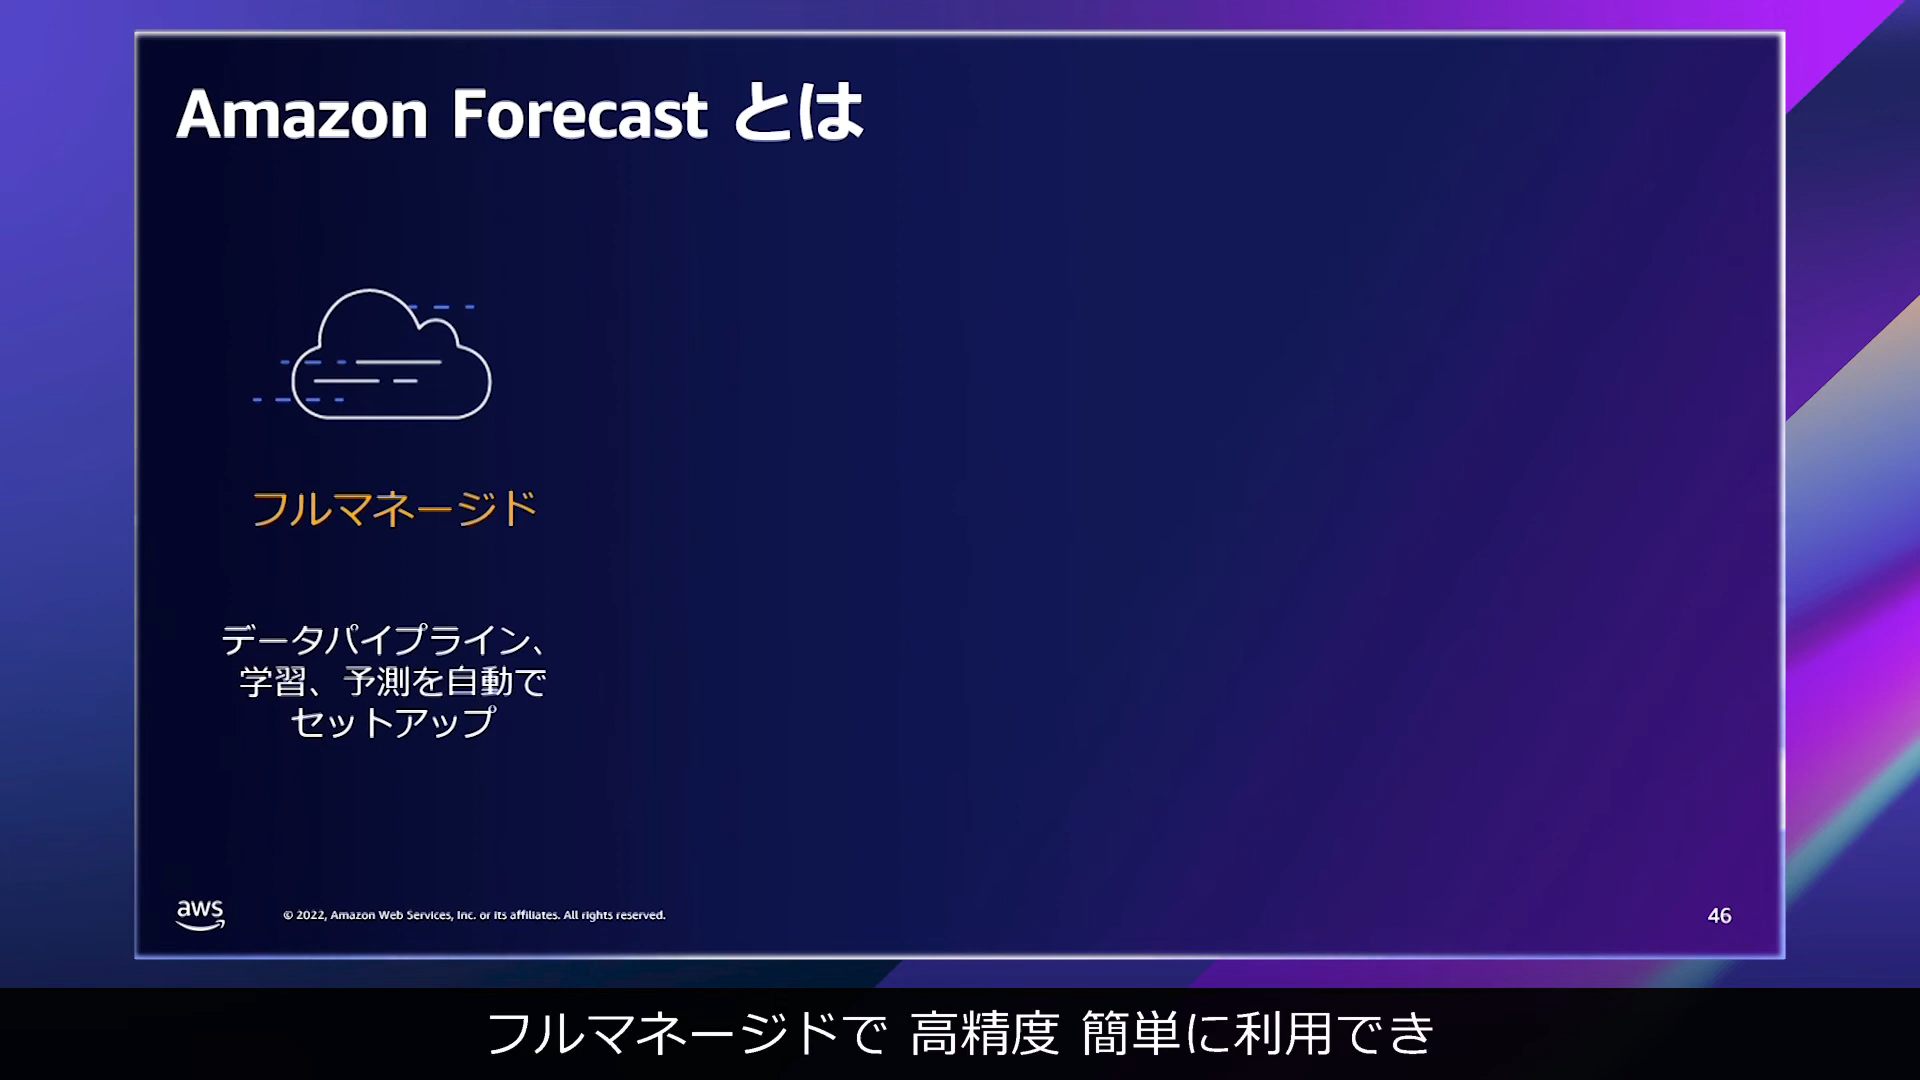 Amazon Forecast とは
フルマネージド
データパイプライン、
学習、予測を自動で
セットアップ
aws
© 2022, Amazon Web Services, Inc. or its affiliates. All rights reserved.
46
フルマネージドで 高精度 簡単に利用でき